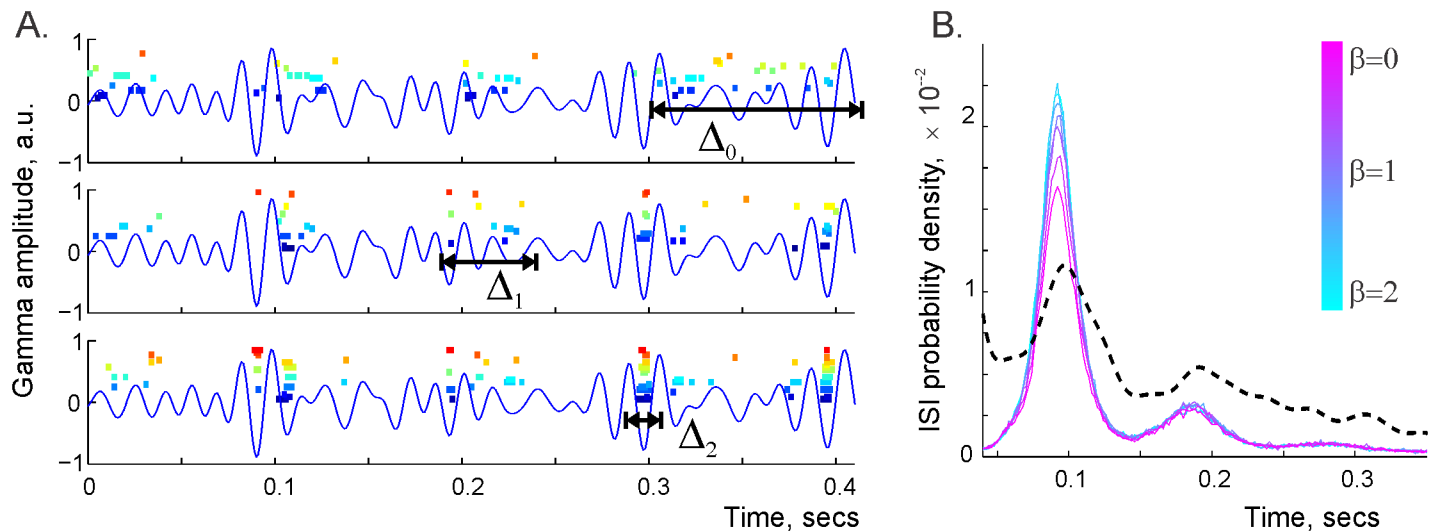 A.
Gamma amplitude, a.u.
1
0
−1
Δ0
1
0
−1
Δ1
1
0
−1
Δ2
0 0.1 0.2 0.3 0.4
Time, secs
B.
ISI probability density, × 10⁻²
2
1
0
β=0
β=1
β=2
0.1 0.2 0.3
Time, secs